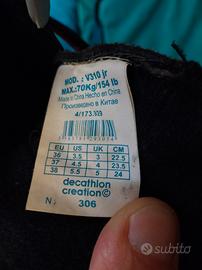 MOD.: V310 jr
MAX.:70Kg/154 lb
Made in China Hecho en China
Произведено в Китае
4/173.309
EU US UK CM
36 3.5 3 22.5
37 4.5 4 23.5
38 5.5 5 24
decathlon
creation©
N: 306
subito